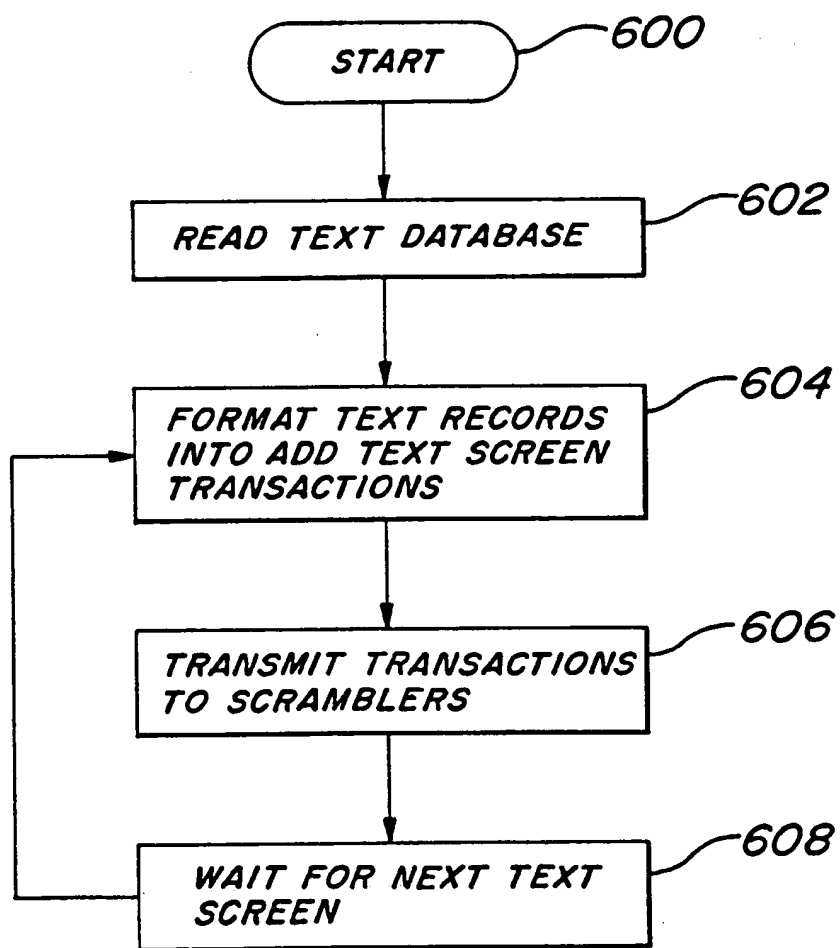 600
START
602
READ TEXT DATABASE
604
FORMAT TEXT RECORDS
INTO ADD TEXT SCREEN
TRANSACTIONS
606
TRANSMIT TRANSACTIONS
TO SCRAMBLERS
608
WAIT FOR NEXT TEXT
SCREEN